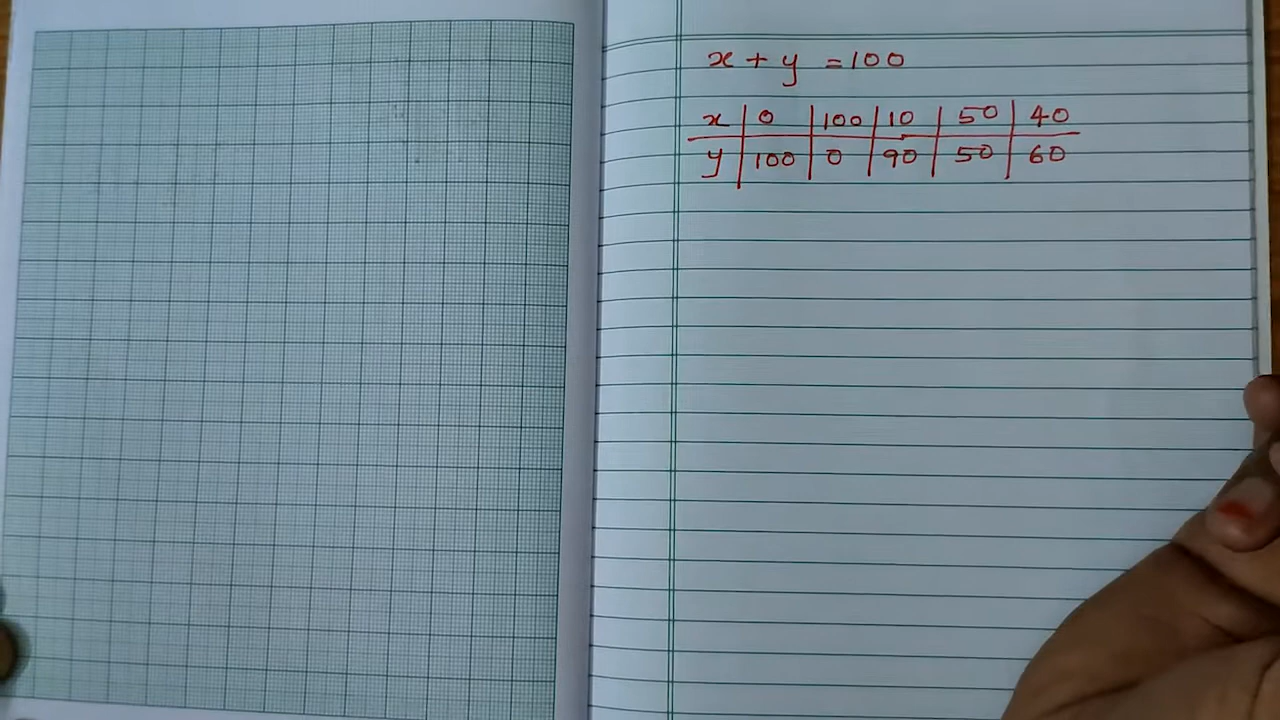 x + y = 100
x | 0 | 100 | 10 | 50 | 40
y | 100 | 0 | 90 | 50 | 60